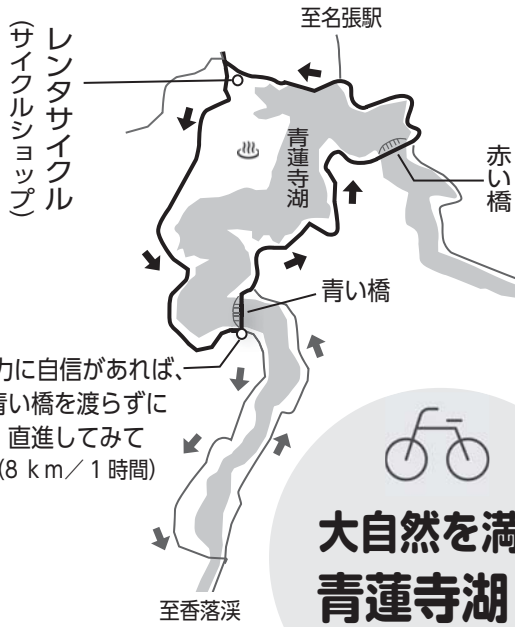 至名張駅
レンタサイクル
(サイクルショップ)
青蓮寺湖
赤い橋
青い橋
力に自信があれば、
青い橋を渡らずに
直進してみて
(8 km/1時間)
至香落渓
大自然を満
青蓮寺湖